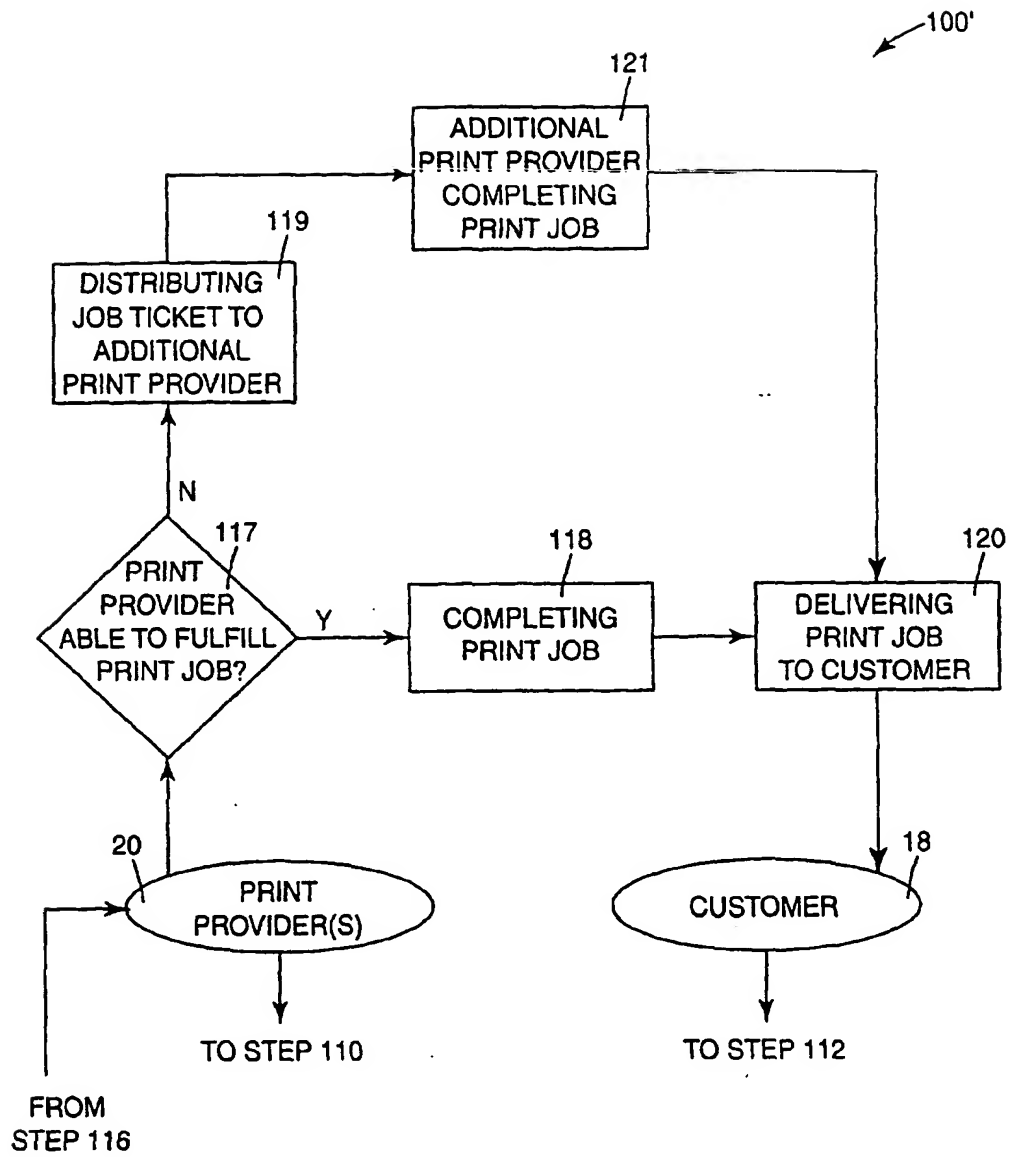 100'
121
ADDITIONAL
PRINT PROVIDER
COMPLETING
PRINT JOB
119
DISTRIBUTING
JOB TICKET TO
ADDITIONAL
PRINT PROVIDER
N
117
PRINT
PROVIDER
ABLE TO FULFILL
PRINT JOB?
Y
118
COMPLETING
PRINT JOB
120
DELIVERING
PRINT JOB
TO CUSTOMER
20
PRINT
PROVIDER(S)
18
CUSTOMER
TO STEP 110
TO STEP 112
FROM
STEP 116